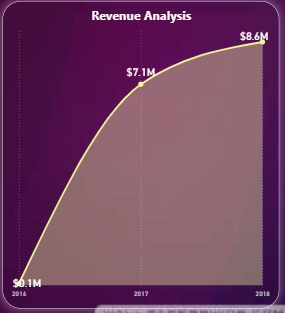 Revenue Analysis
$8.6M
$7.1M
$0.1M
2016 2017 2018